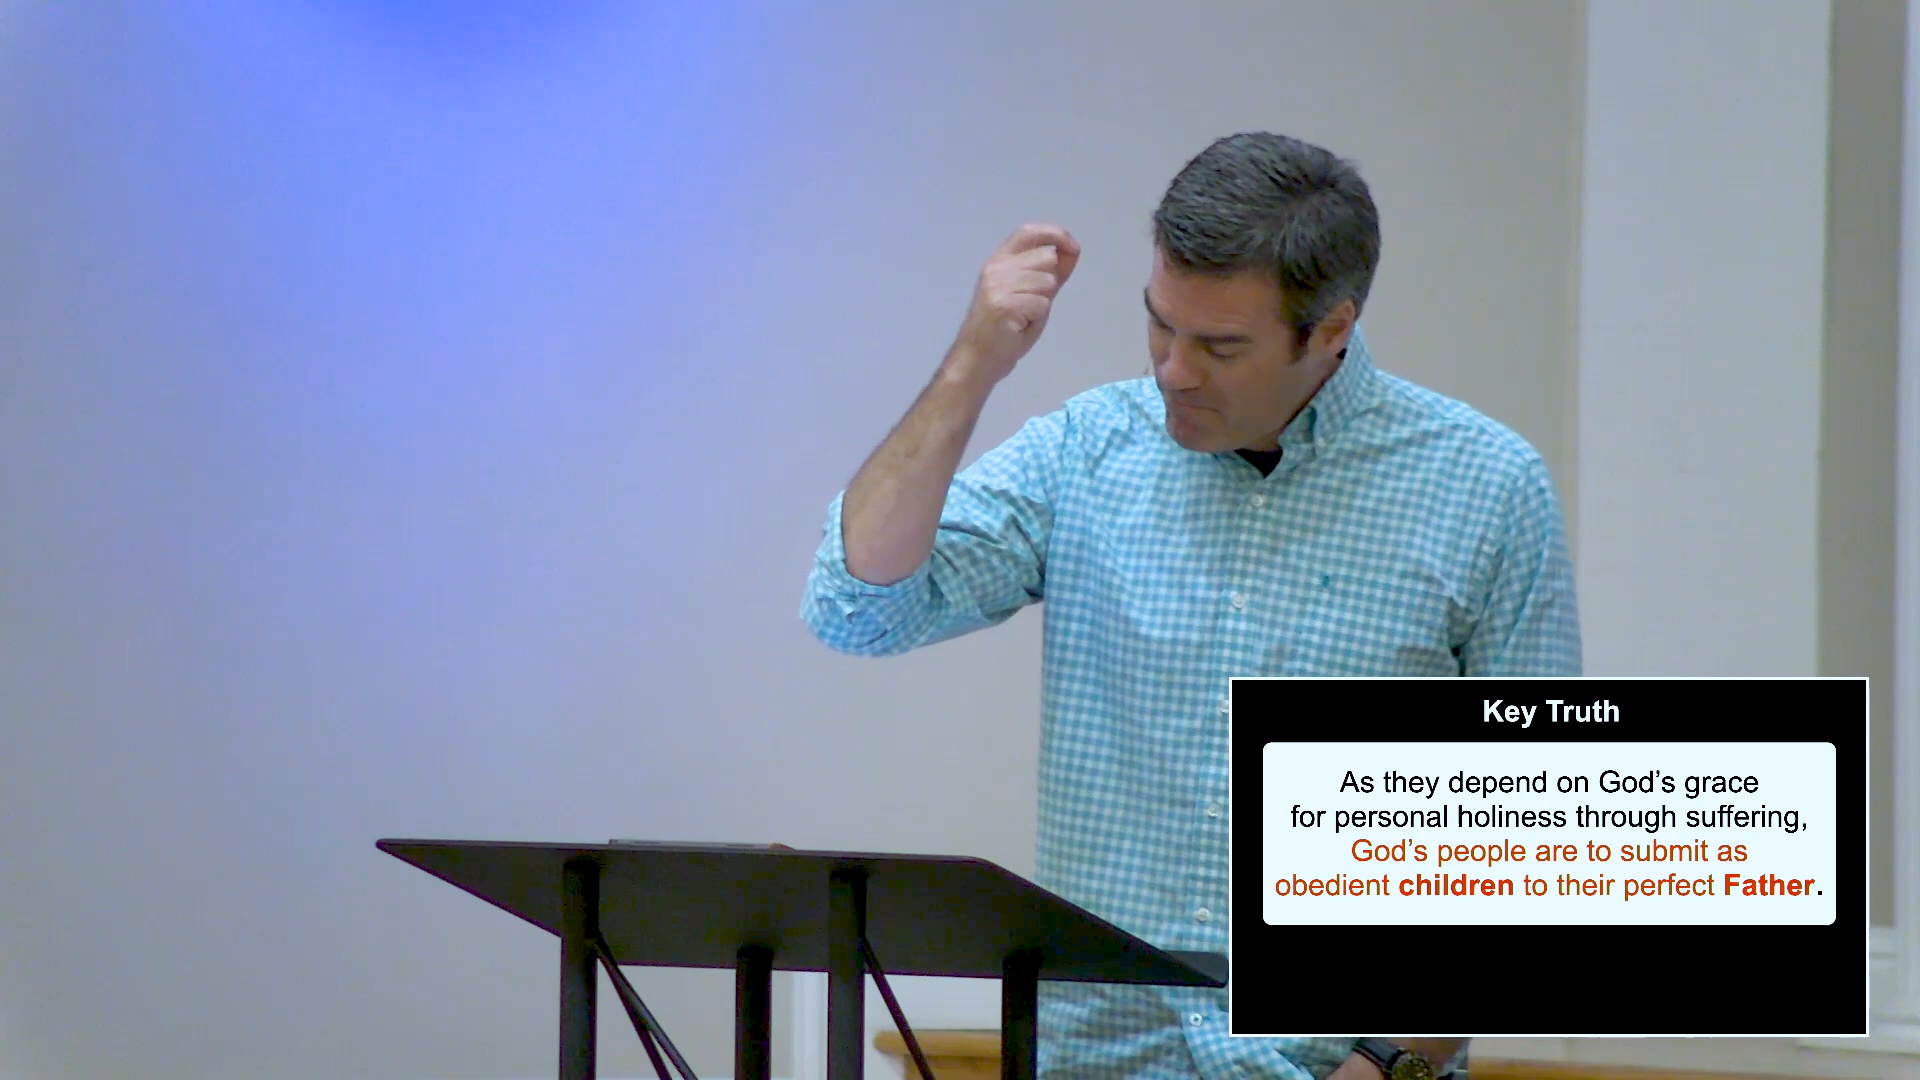 Key Truth
As they depend on God’s grace
for personal holiness through suffering,
God’s people are to submit as
obedient children to their perfect Father.